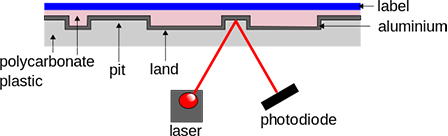 label
aluminium
polycarbonate
plastic
pit
land
laser
photodiode